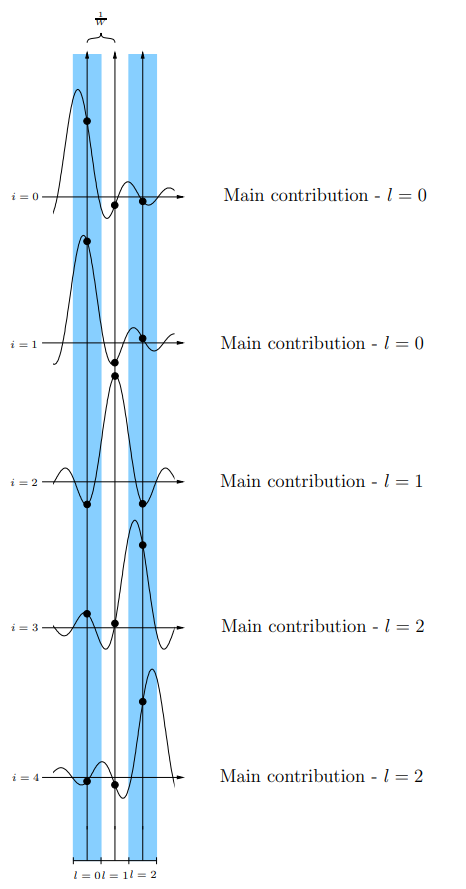 1/W
i = 0 Main contribution - l = 0
i = 1 Main contribution - l = 0
i = 2 Main contribution - l = 1
i = 3 Main contribution - l = 2
i = 4 Main contribution - l = 2
l = 0 l = 1 l = 2